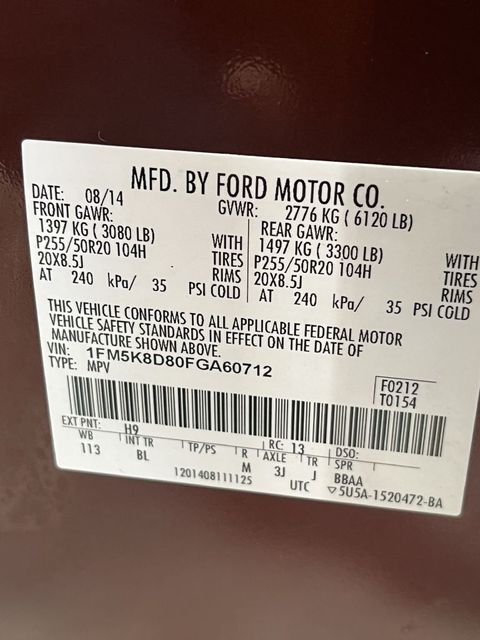 MFD. BY FORD MOTOR CO.
DATE: 08/14 GVWR: 2776 KG ( 6120 LB)
FRONT GAWR: REAR GAWR:
1397 KG ( 3080 LB) WITH 1497 KG ( 3300 LB) WITH
P255/50R20 104H TIRES P255/50R20 104H TIRES
20X8.5J RIMS 20X8.5J RIMS
AT 240 kPa/ 35 PSI COLD AT 240 kPa/ 35 PSI COLD
THIS VEHICLE CONFORMS TO ALL APPLICABLE FEDERAL MOTOR
VEHICLE SAFETY STANDARDS IN EFFECT ON THE DATE OF
MANUFACTURE SHOWN ABOVE.
VIN: 1FM5K8D80FGA60712
TYPE: MPV
F0212
T0154
EXT PNT: H9 RC: 13 DSO:
WB INT TR TP/PS R AXLE TR SPR
113 BL M 3J J BBAA
1201408111125 UTC ▽5U5A-1520472-BA